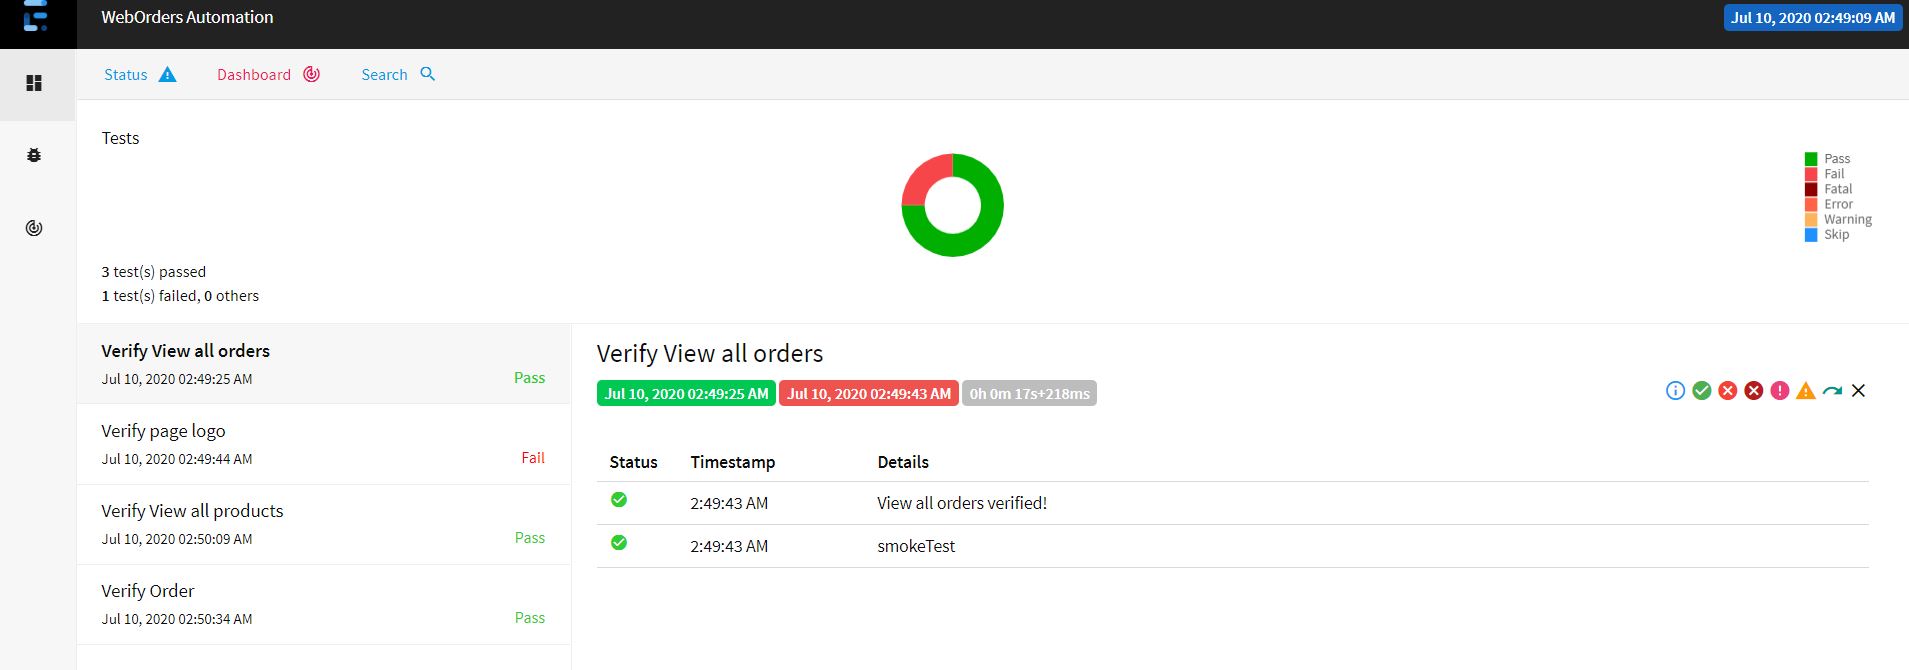 WebOrders Automation
Jul 10, 2020 02:49:09 AM
Status
Dashboard
Search
Tests
3 test(s) passed
1 test(s) failed, 0 others
Pass
Fail
Fatal
Error
Warning
Skip
Verify View all orders
Jul 10, 2020 02:49:25 AM
Pass
Verify page logo
Jul 10, 2020 02:49:44 AM
Fail
Verify View all products
Jul 10, 2020 02:50:09 AM
Pass
Verify Order
Jul 10, 2020 02:50:34 AM
Pass
Verify View all orders
Jul 10, 2020 02:49:25 AM Jul 10, 2020 02:49:43 AM 0h 0m 17s+218ms
Status Timestamp Details
2:49:43 AM View all orders verified!
2:49:43 AM smokeTest